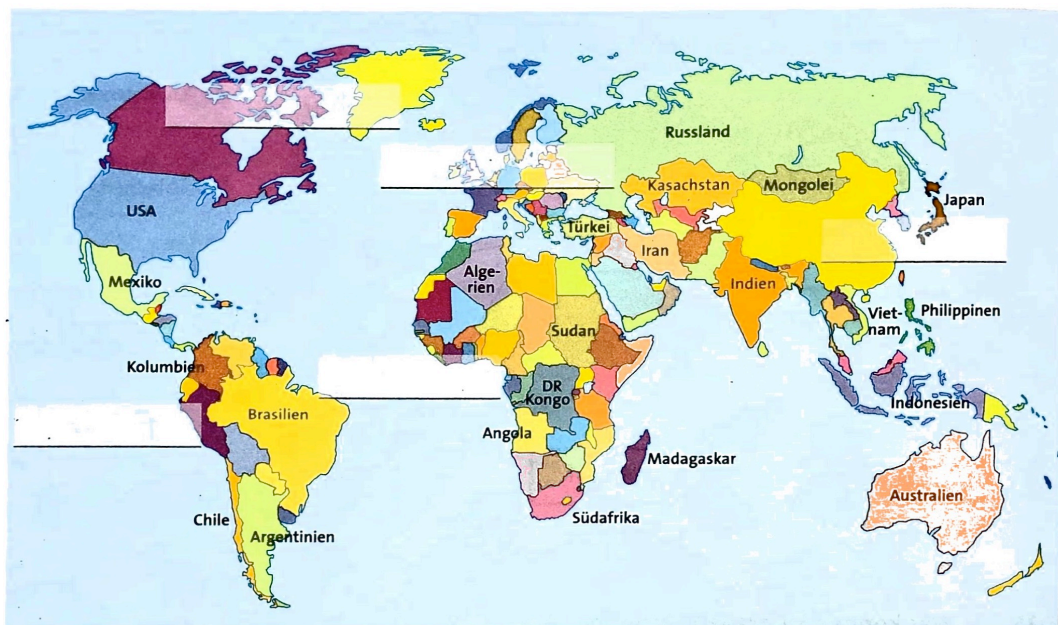 Russland
Kasachstan
Mongolei
USA
Japan
Türkei
Iran
Mexiko
Alge-
rien
Indien
Sudan
Viet-
nam
Philippinen
Kolumbien
DR
Kongo
Indonesien
Brasilien
Angola
Madagaskar
Australien
Chile
Südafrika
Argentinien